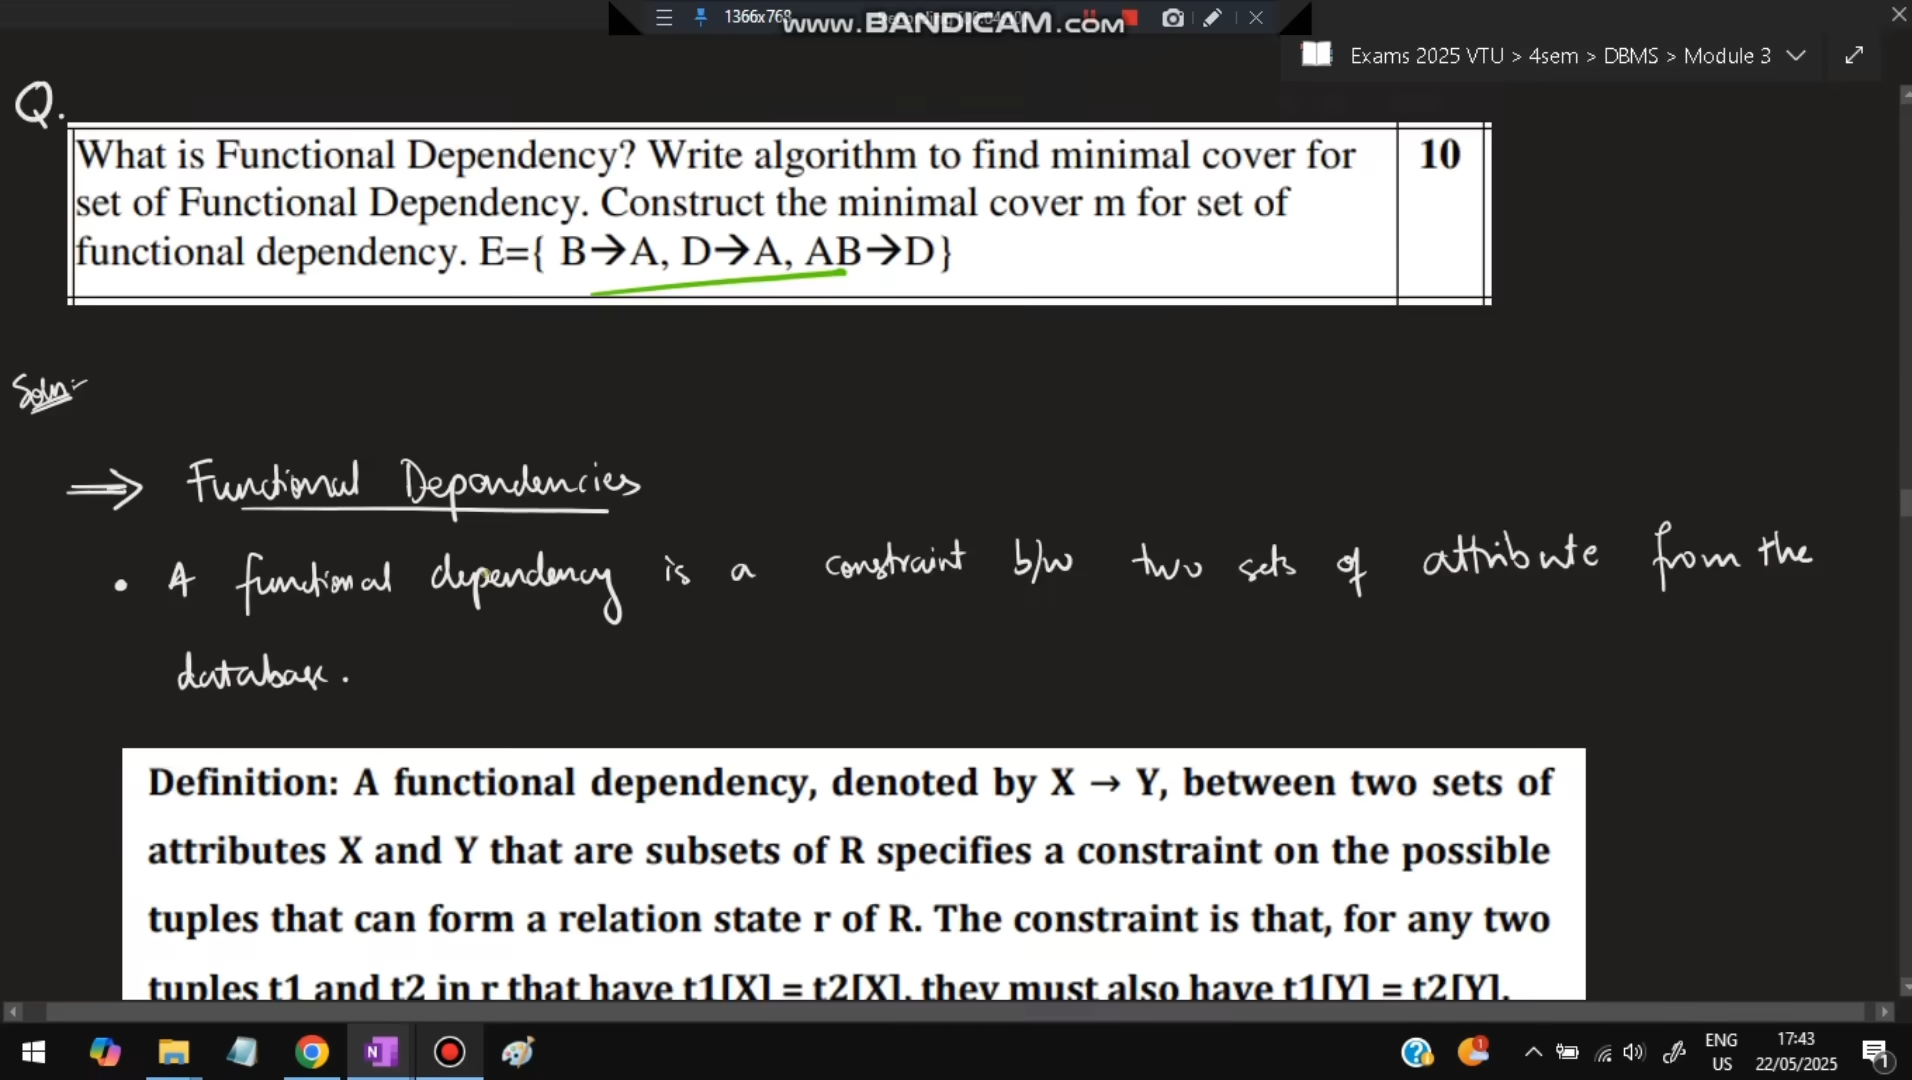 1366x768
www.BANDICAM.com
Exams 2025 VTU > 4sem > DBMS > Module 3
Q.
What is Functional Dependency? Write algorithm to find minimal cover for
set of Functional Dependency. Construct the minimal cover m for set of
functional dependency. E={ B→A, D→A, AB→D}
10
Soln:-
⇒ Functional Dependencies
• A functional dependency is a constraint b/w two sets of attribute from the
database.
Definition: A functional dependency, denoted by X → Y, between two sets of
attributes X and Y that are subsets of R specifies a constraint on the possible
tuples that can form a relation state r of R. The constraint is that, for any two
tuples t1 and t2 in r that have t1[X] = t2[X], they must also have t1[Y] = t2[Y].
N
1
ENG
US
17:43
22/05/2025
1